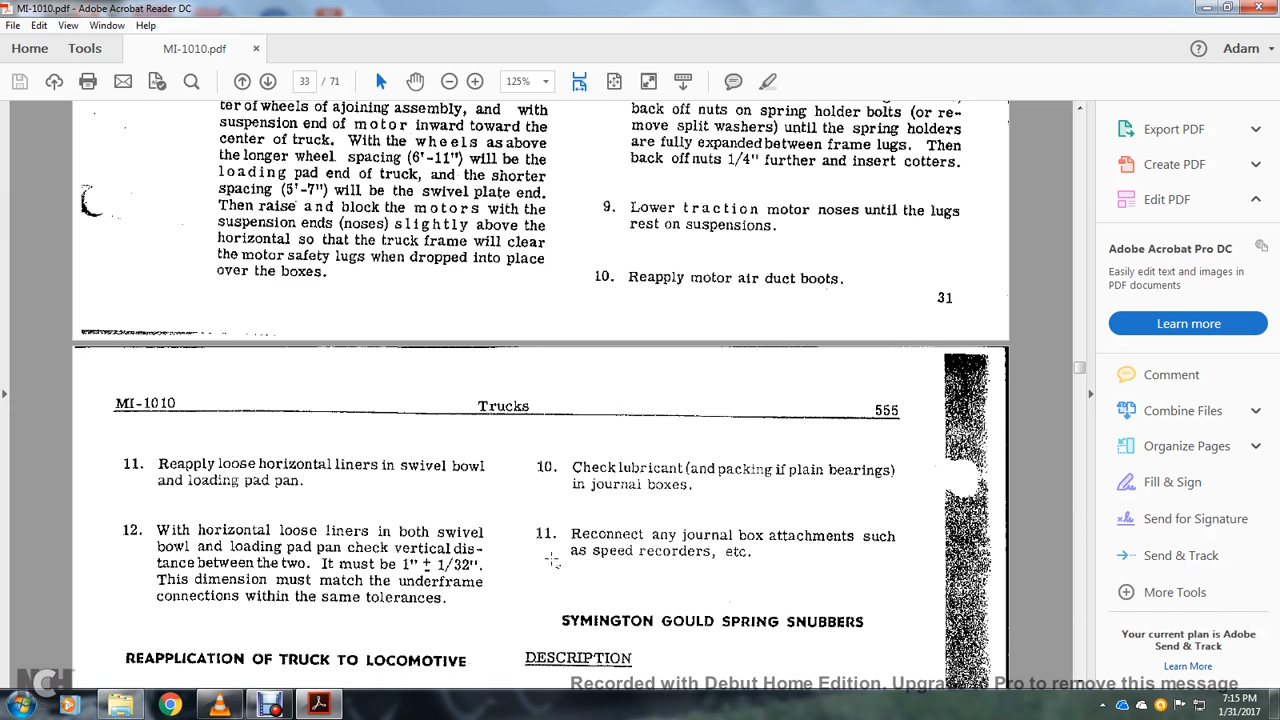 MI-1010.pdf - Adobe Acrobat Reader DC
File Edit View Window Help
Home Tools MI-1010.pdf × Adam
33 / 71 125%
ter of wheels of ajoining assembly, and with
suspension end of motor inward toward the
center of truck. With the wheels as above
the longer wheel spacing (6'-11") will be the
loading pad end of truck, and the shorter
spacing (5'-7") will be the swivel plate end.
Then raise and block the motors with the
suspension ends (noses) slightly above the
horizontal so that the truck frame will clear
the motor safety lugs when dropped into place
over the boxes.
back off nuts on spring holder bolts (or re-
move split washers) until the spring holders
are fully expanded between frame lugs. Then
back off nuts 1/4" further and insert cotters.
9. Lower traction motor noses until the lugs
rest on suspensions.
10. Reapply motor air duct boots.
31
MI-1010 Trucks 555
11. Reapply loose horizontal liners in swivel bowl
and loading pad pan.
12. With horizontal loose liners in both swivel
bowl and loading pad pan check vertical dis-
tance between the two. It must be 1" ± 1/32".
This dimension must match the underframe
connections within the same tolerances.
REAPPLICATION OF TRUCK TO LOCOMOTIVE
10. Check lubricant (and packing if plain bearings)
in journal boxes.
11. Reconnect any journal box attachments such
as speed recorders, etc.
SYMINGTON GOULD SPRING SNUBBERS
DESCRIPTION
Export PDF
Create PDF
Edit PDF
Adobe Acrobat Pro DC
Easily edit text and images in
PDF documents
Learn more
Comment
Combine Files
Organize Pages
Fill & Sign
Send for Signature
Send & Track
More Tools
Your current plan is Adobe
Send & Track
Learn More
NCH
Recorded with Debut Home Edition. Upgrade to Pro to remove this message
7:15 PM
1/31/2017